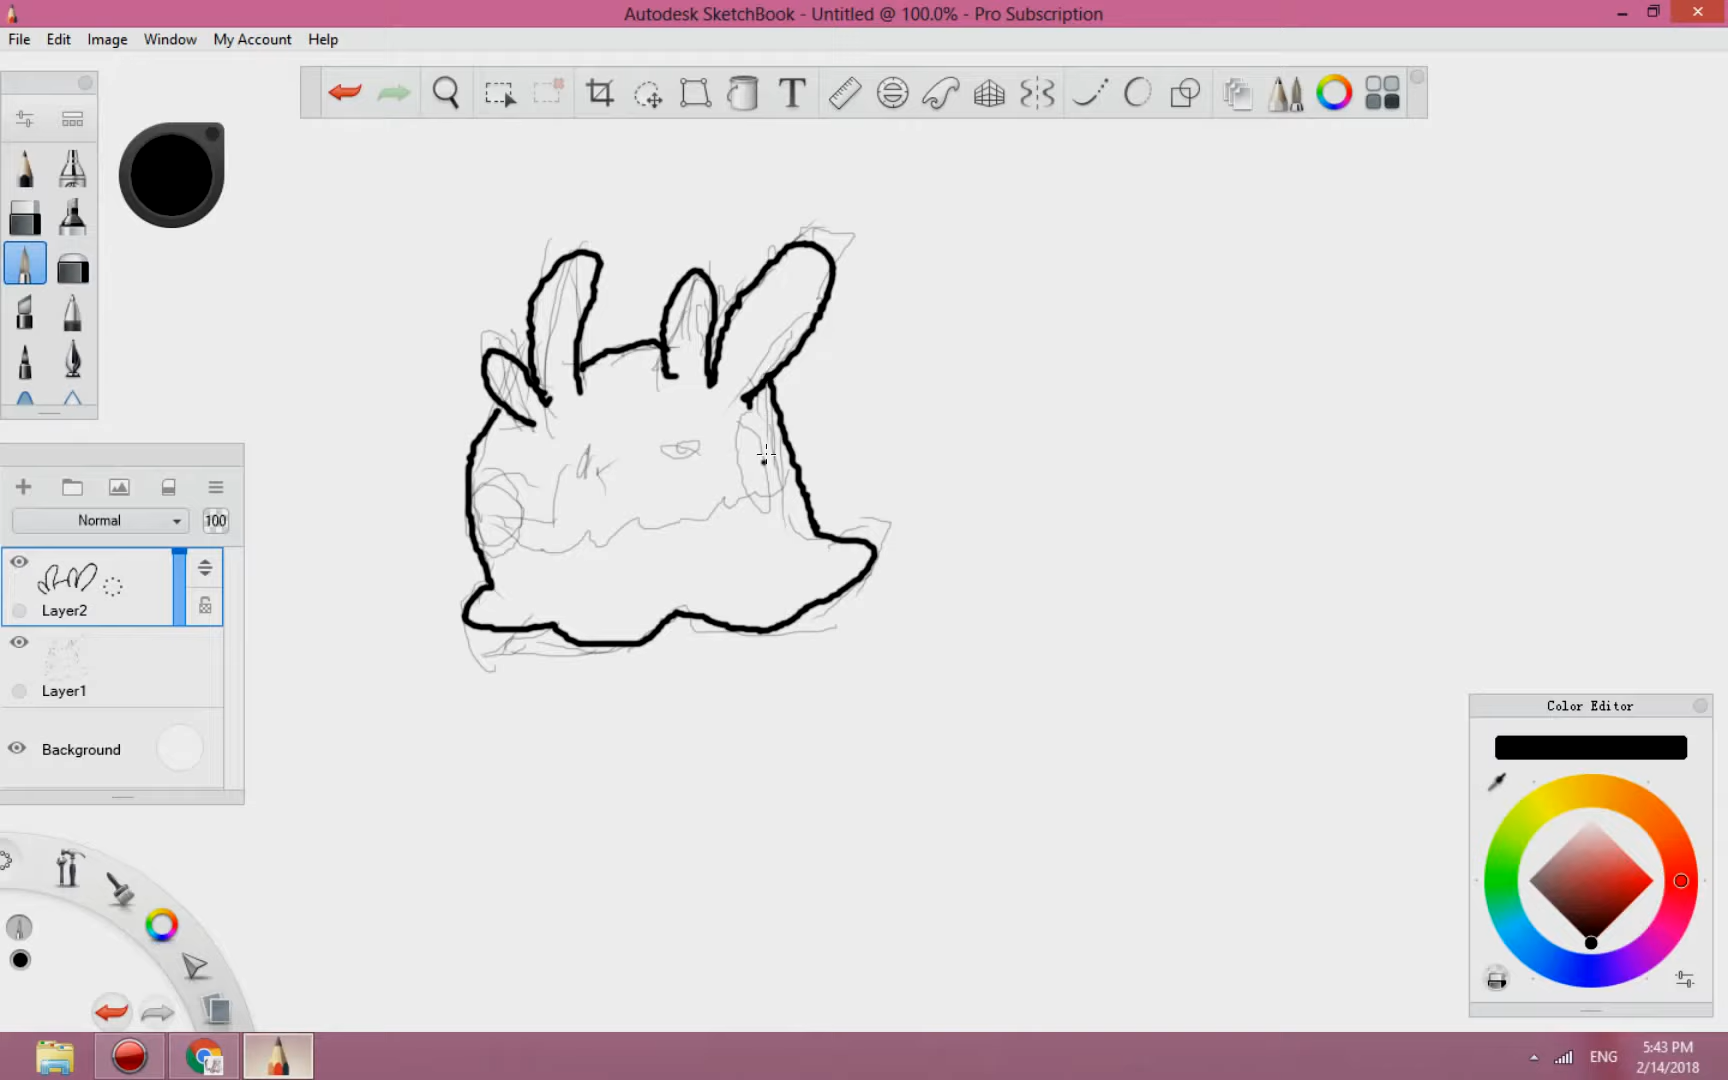 Autodesk SketchBook - Untitled @ 100.0% - Pro Subscription
File Edit Image Window My Account Help
T
Normal 100
Layer2
Layer1
Background
Color Editor
ENG
5:43 PM
2/14/2018